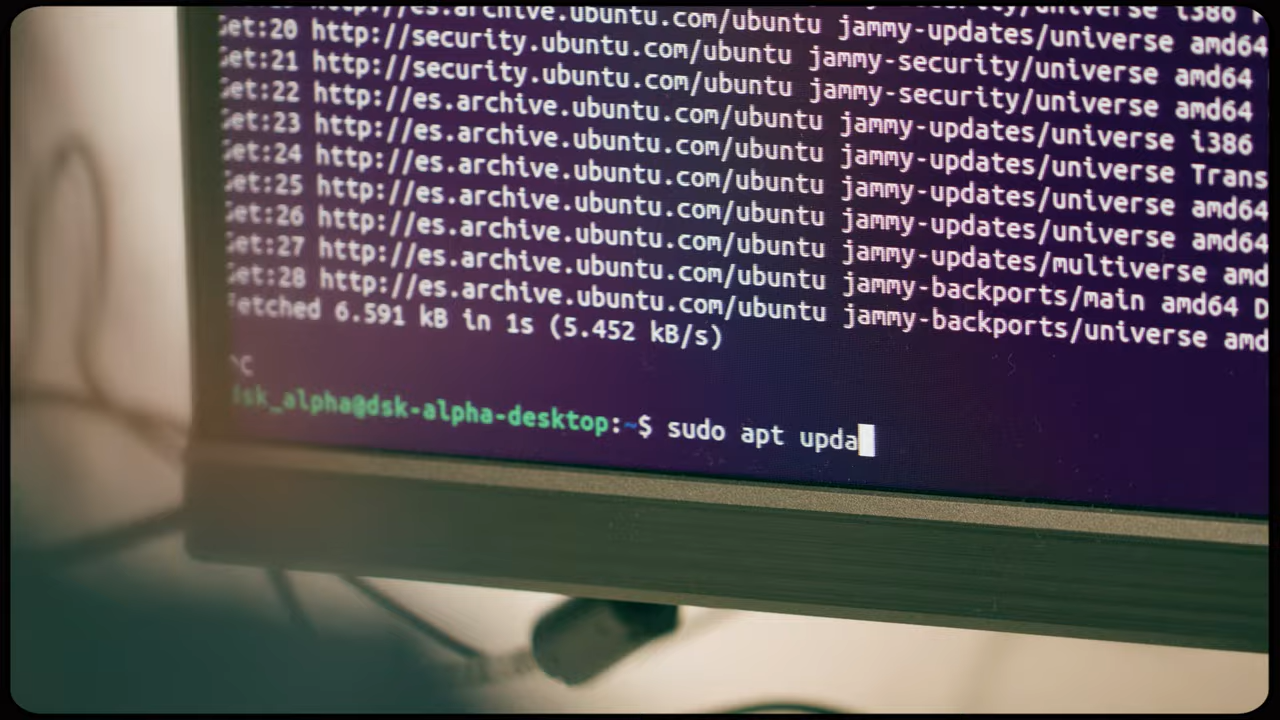 http://es.archive.ubuntu.com/ubuntu jammy-updates/universe amd64
Get:20 http://security.ubuntu.com/ubuntu jammy-security/universe amd64
Get:21 http://security.ubuntu.com/ubuntu jammy-security/universe amd64
Get:22 http://es.archive.ubuntu.com/ubuntu jammy-updates/universe i386
Get:23 http://es.archive.ubuntu.com/ubuntu jammy-updates/universe Trans
Get:24 http://es.archive.ubuntu.com/ubuntu jammy-updates/universe amd64
Get:25 http://es.archive.ubuntu.com/ubuntu jammy-updates/universe amd64
Get:26 http://es.archive.ubuntu.com/ubuntu jammy-updates/multiverse amd
Get:27 http://es.archive.ubuntu.com/ubuntu jammy-backports/main amd64 D
Get:28 http://es.archive.ubuntu.com/ubuntu jammy-backports/universe amd
Fetched 6.591 kB in 1s (5.452 kB/s)
^C
dsk_alpha@dsk-alpha-desktop:~$ sudo apt upda